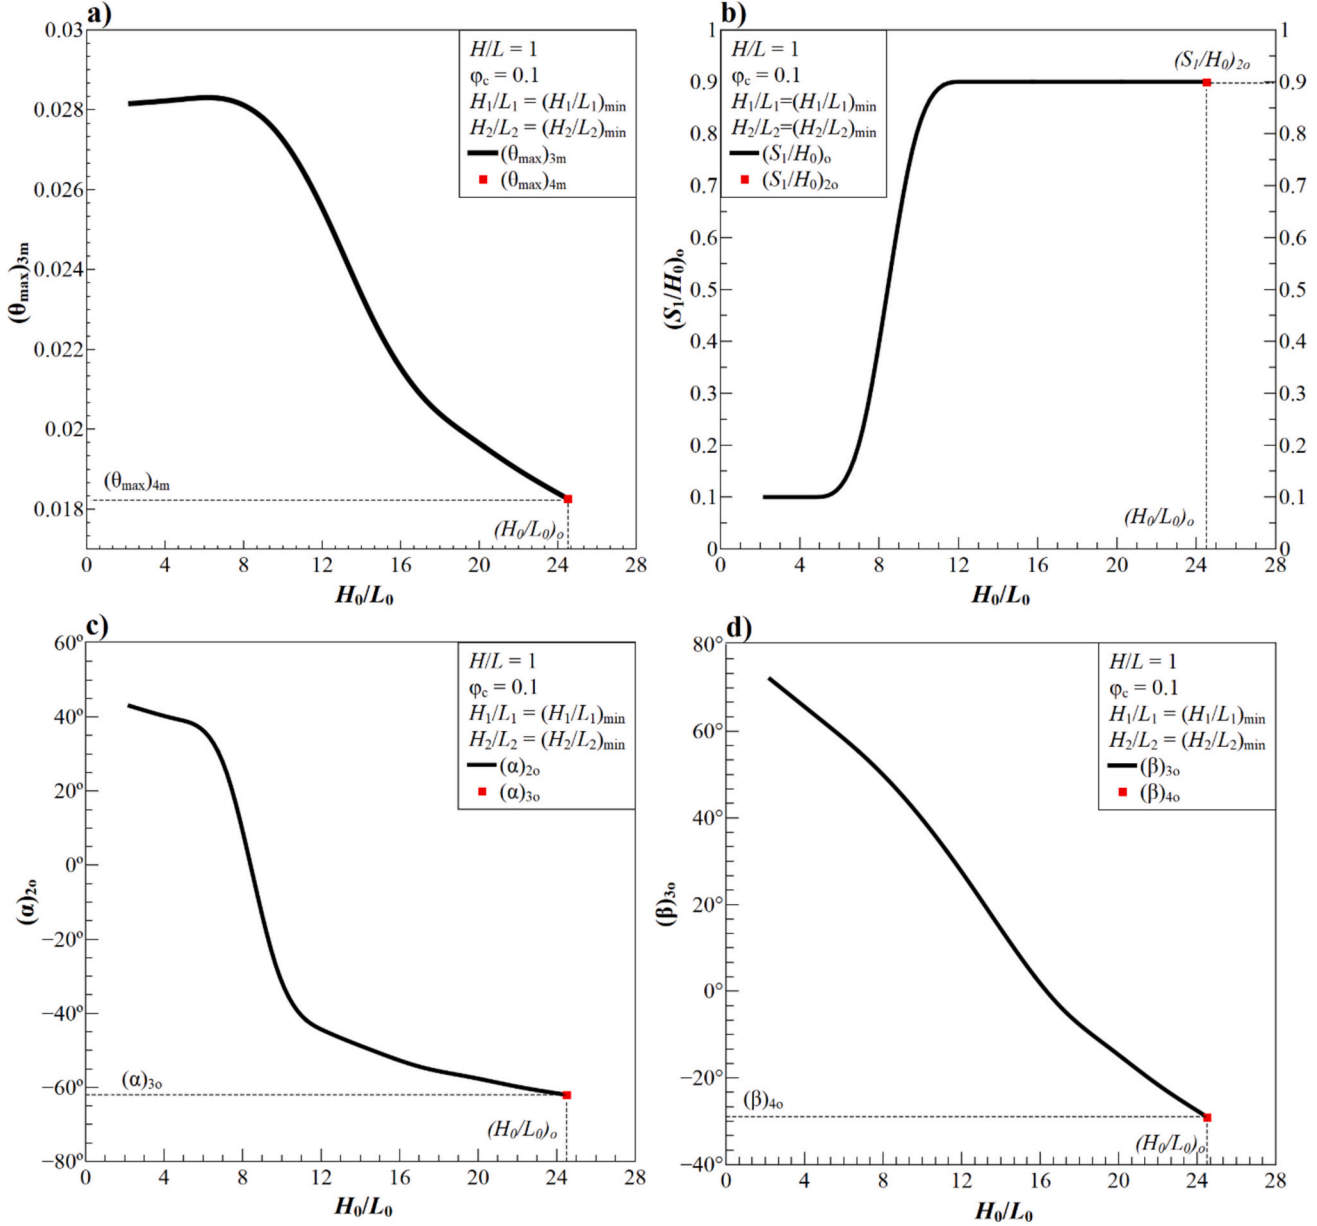 a)
0.03
0.028
0.026
0.024
0.022
0.02
0.018
(θmax)3m
H/L = 1
φc = 0.1
H1/L1 = (H1/L1)min
H2/L2 = (H2/L2)min
(θmax)3m
(θmax)4m
(θmax)4m
(H0/L0)o
0 4 8 12 16 20 24 28
H0/L0
b)
1
0.9
0.8
0.7
0.6
0.5
0.4
0.3
0.2
0.1
0
(S1/H0)o
H/L = 1
φc = 0.1
H1/L1=(H1/L1)min
H2/L2=(H2/L2)min
(S1/H0)o
(S1/H0)2o
(S1/H0)2o
(H0/L0)o
1
0.9
0.8
0.7
0.6
0.5
0.4
0.3
0.2
0.1
0
0 4 8 12 16 20 24 28
H0/L0
c)
60º
40º
20º
0º
−20º
−40º
−60º
−80º
(α)2o
H/L = 1
φc = 0.1
H1/L1 = (H1/L1)min
H2/L2 = (H2/L2)min
(α)2o
(α)3o
(α)3o
(H0/L0)o
0 4 8 12 16 20 24 28
H0/L0
d)
80°
60°
40°
20°
0°
−20°
−40°
(β)3o
H/L = 1
φc = 0.1
H1/L1 = (H1/L1)min
H2/L2 = (H2/L2)min
(β)3o
(β)4o
(β)4o
(H0/L0)o
0 4 8 12 16 20 24 28
H0/L0